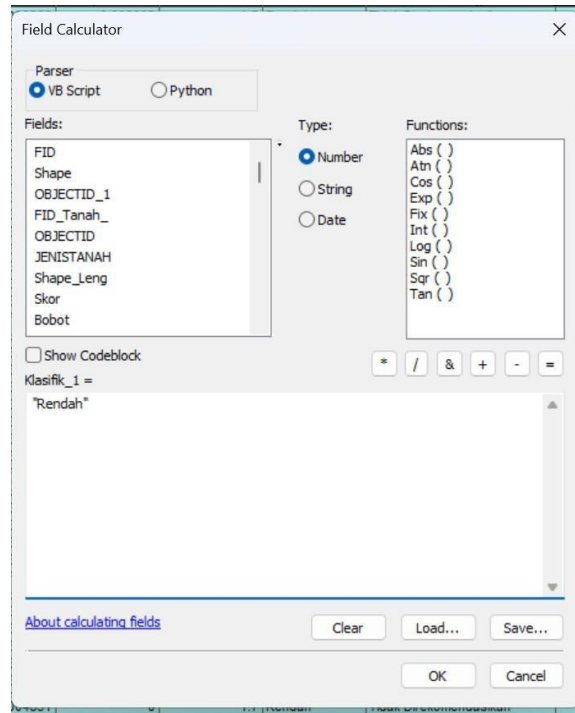 Field Calculator
Parser
VB Script Python
Fields:
FID
Shape
OBJECTID_1
FID_Tanah_
OBJECTID
JENISTANAH
Shape_Leng
Skor
Bobot
Type:
Number
String
Date
Functions:
Abs ( )
Atn ( )
Cos ( )
Exp ( )
Fix ( )
Int ( )
Log ( )
Sin ( )
Sqr ( )
Tan ( )
Show Codeblock
* / & + - =
Klasifik_1 =
"Rendah"
About calculating fields
Clear Load... Save...
OK Cancel